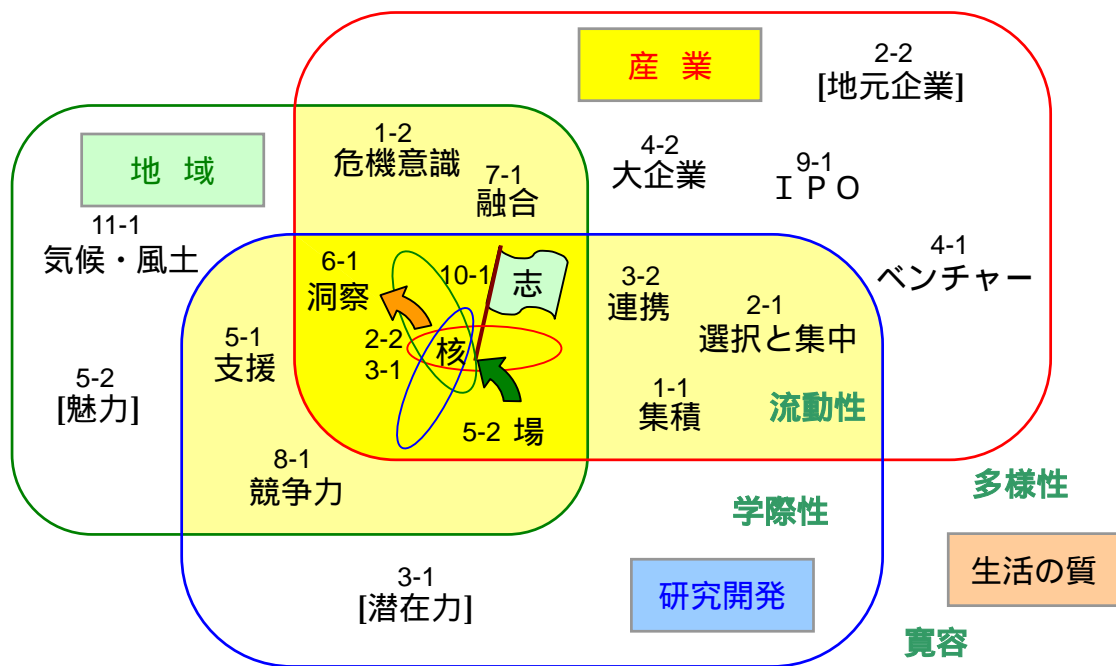 産 業
2-2
[地元企業]
1-2
危機意識
4-2
大企業
9-1
ＩＰＯ
地 域
7-1
融合
11-1
気候・風土
6-1
洞察
10-1
志
3-2
連携
4-1
ベンチャー
2-1
選択と集中
5-1
支援
2-2
3-1
核
5-2
[魅力]
1-1
集積
流動性
5-2 場
8-1
競争力
多様性
学際性
3-1
[潜在力]
研究開発
生活の質
寛容